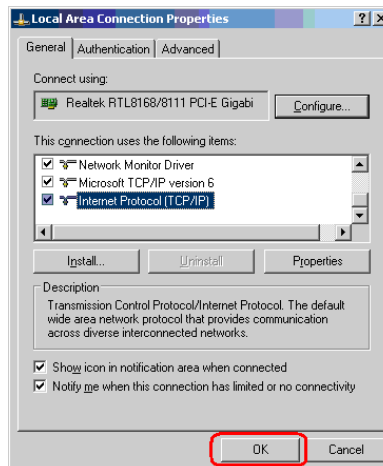 Local Area Connection Properties
General Authentication Advanced
Connect using:
Realtek RTL8168/8111 PCI-E Gigabi
Configure...
This connection uses the following items:
Network Monitor Driver
Microsoft TCP/IP version 6
Internet Protocol (TCP/IP)
Install... Uninstall Properties
Description
Transmission Control Protocol/Internet Protocol. The default
wide area network protocol that provides communication
across diverse interconnected networks.
Show icon in notification area when connected
Notify me when this connection has limited or no connectivity
OK Cancel